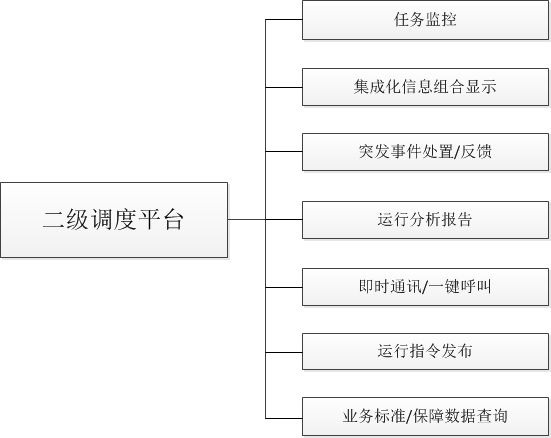 任务监控
集成化信息组合显示
突发事件处置/反馈
二级调度平台
运行分析报告
即时通讯/一键呼叫
运行指令发布
业务标准/保障数据查询